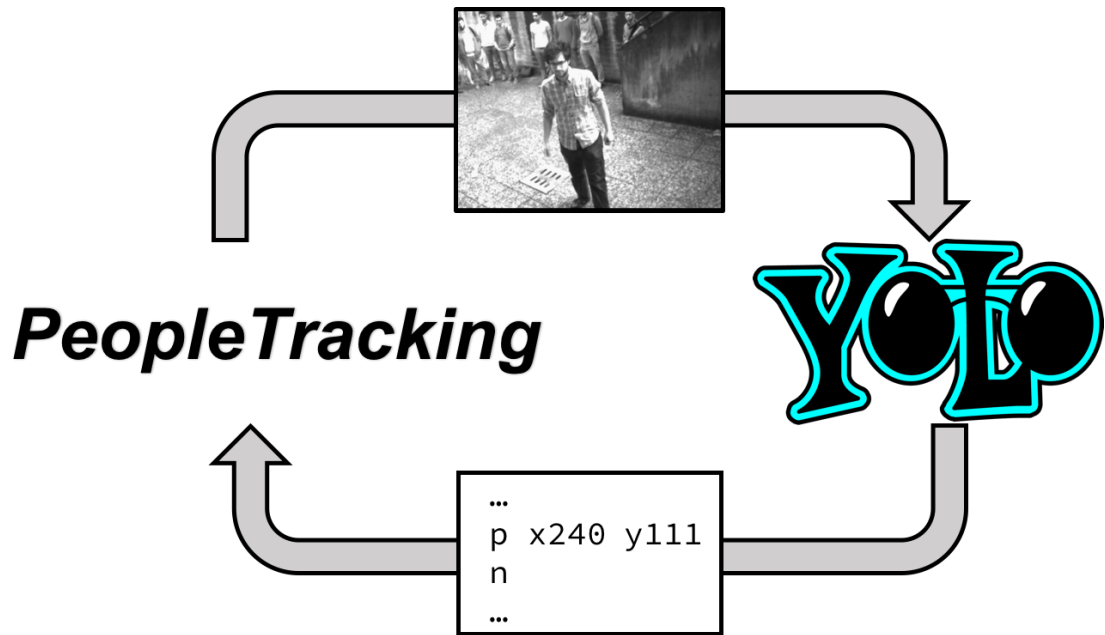 PeopleTracking
YOLO
…
p x240 y111
n
…